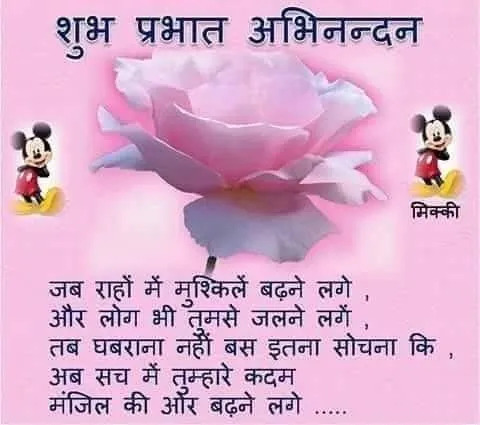 शुभ प्रभात अभिनन्दन
मिक्की
जब राहों में मुश्किलें बढ़ने लगे ,
और लोग भी तुमसे जलने लगें ,
तब घबराना नहीं बस इतना सोचना कि ,
अब सच में तुम्हारे कदम
मंजिल की ओर बढ़ने लगे .....